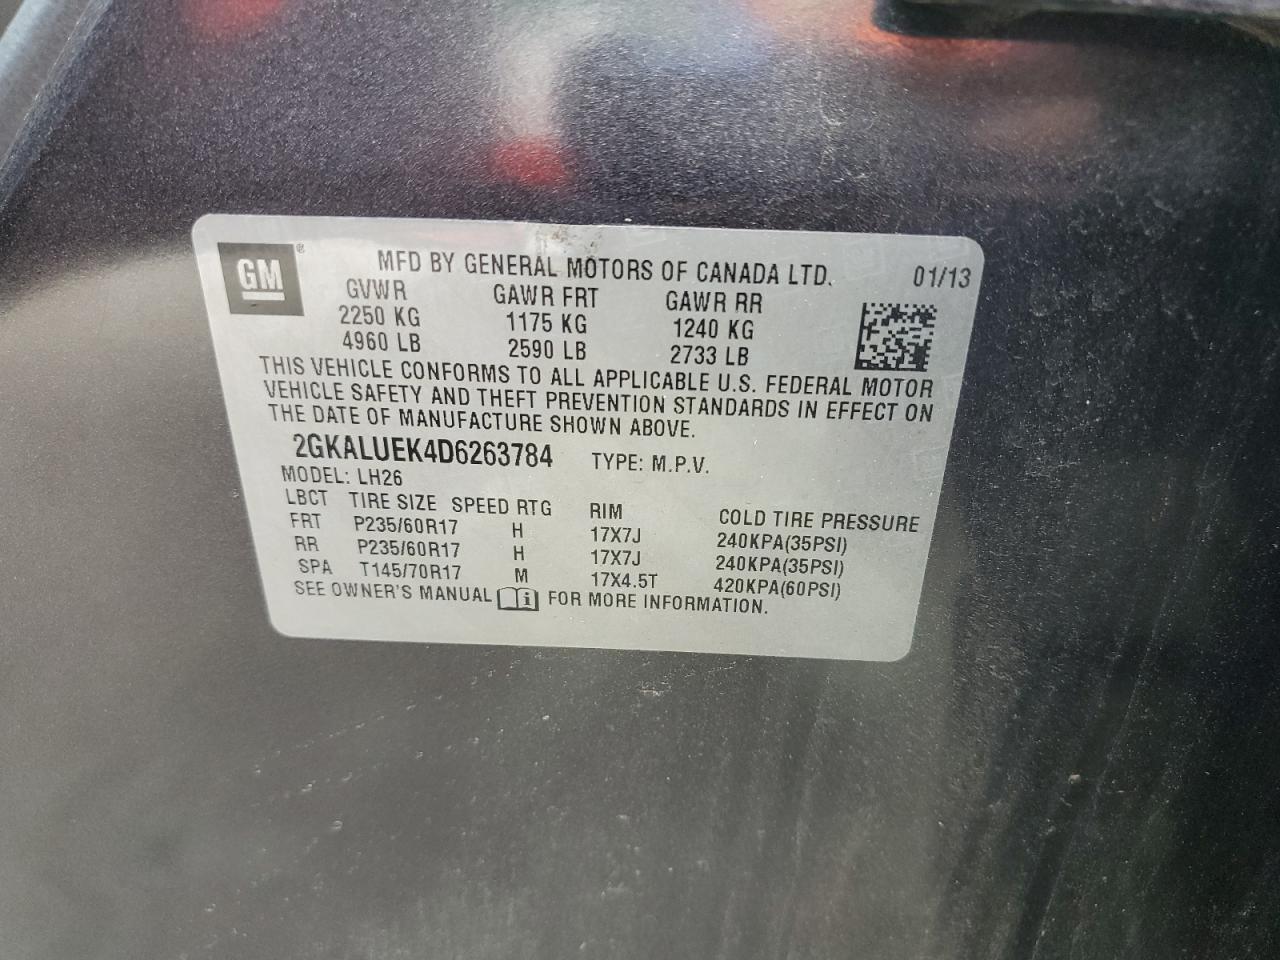 GM®
MFD BY GENERAL MOTORS OF CANADA LTD. 01/13
GVWR GAWR FRT GAWR RR
2250 KG 1175 KG 1240 KG
4960 LB 2590 LB 2733 LB
THIS VEHICLE CONFORMS TO ALL APPLICABLE U.S. FEDERAL MOTOR
VEHICLE SAFETY AND THEFT PREVENTION STANDARDS IN EFFECT ON
THE DATE OF MANUFACTURE SHOWN ABOVE.
2GKALUEK4D6263784 TYPE: M.P.V.
MODEL: LH26
LBCT TIRE SIZE SPEED RTG RIM COLD TIRE PRESSURE
FRT P235/60R17 H 17X7J 240KPA(35PSI)
RR P235/60R17 H 17X7J 240KPA(35PSI)
SPA T145/70R17 M 17X4.5T 420KPA(60PSI)
SEE OWNER'S MANUAL i FOR MORE INFORMATION.